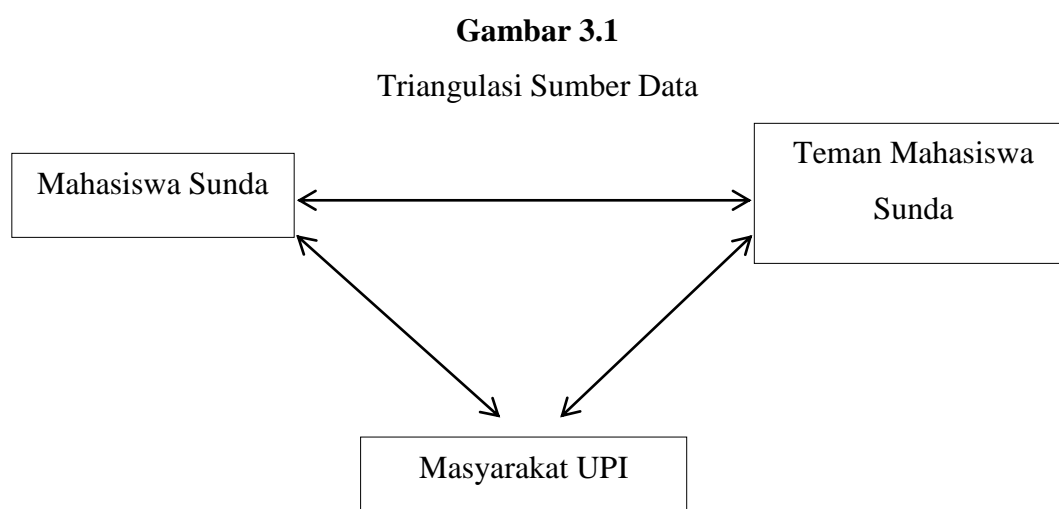 Gambar 3.1
Triangulasi Sumber Data
Mahasiswa Sunda
Teman Mahasiswa
Sunda
Masyarakat UPI